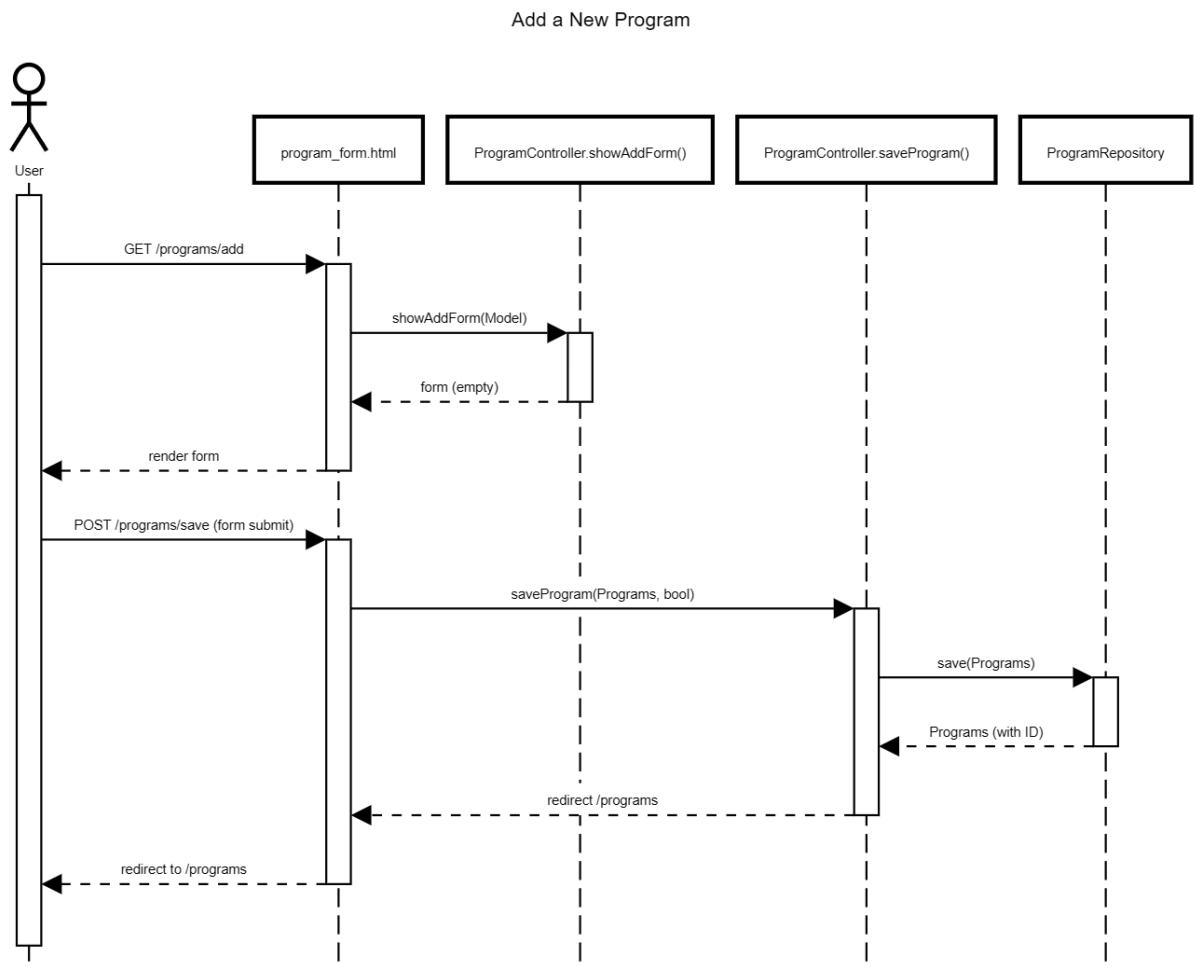 Add a New Program
User
program_form.html
ProgramController.showAddForm()
ProgramController.saveProgram()
ProgramRepository
GET /programs/add
showAddForm(Model)
form (empty)
render form
POST /programs/save (form submit)
saveProgram(Programs, bool)
save(Programs)
Programs (with ID)
redirect /programs
redirect to /programs